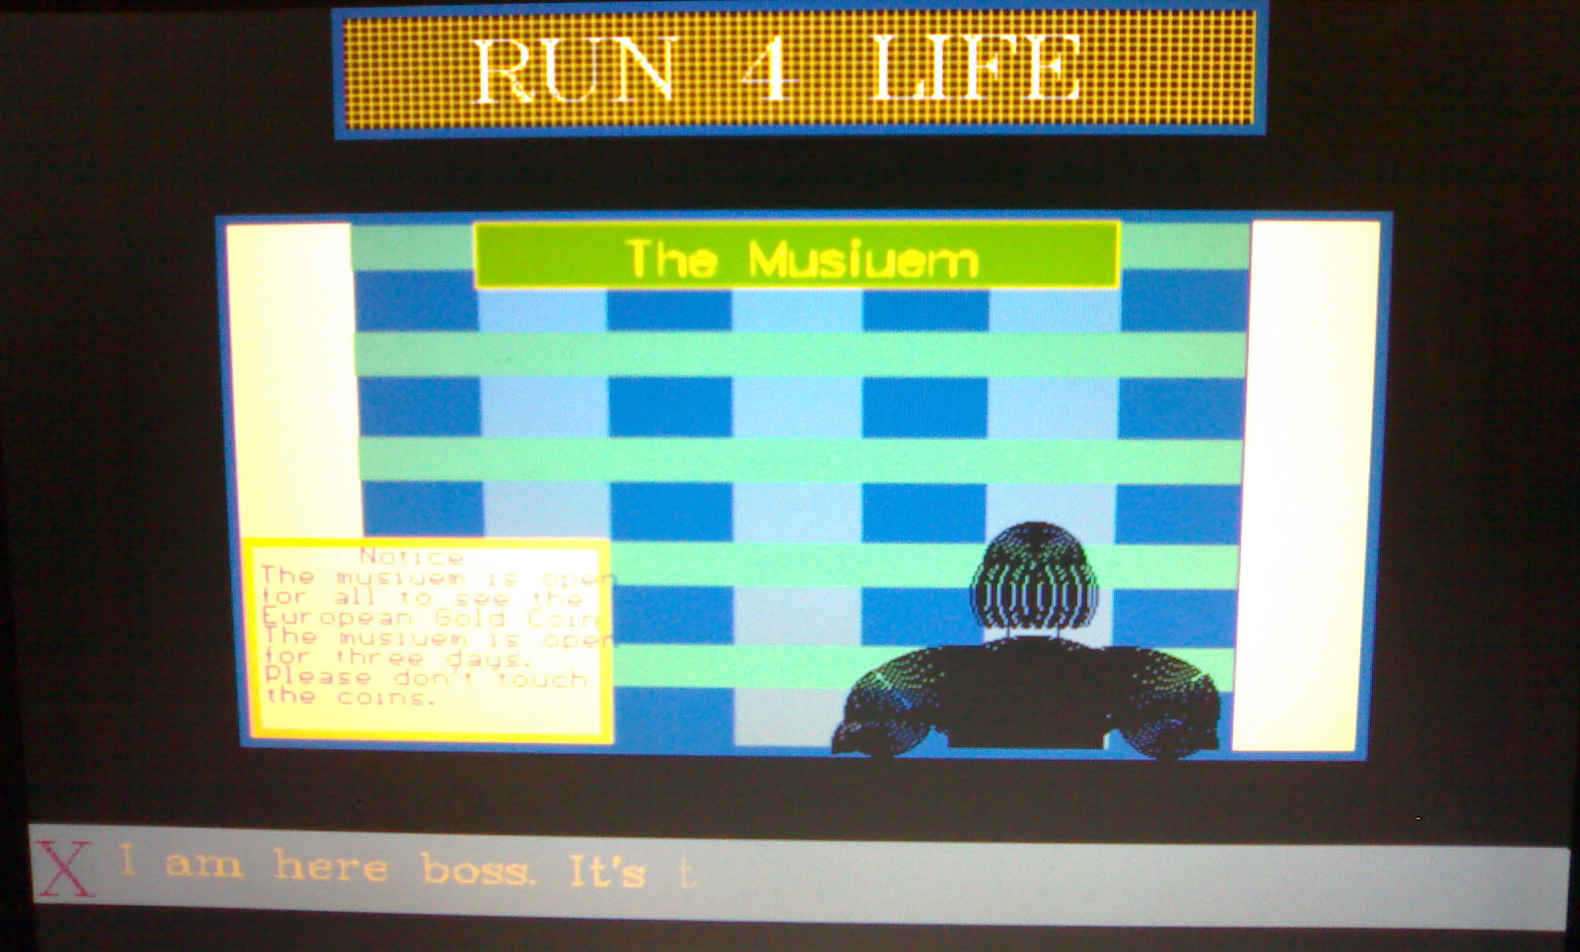 RUN 4 LIFE
The Musiuem
Notice
The musiuem is open
for all to see the
European Gold Coin
The musiuem is open
for three days.
Please don't touch
the coins.
X I am here boss. It's t